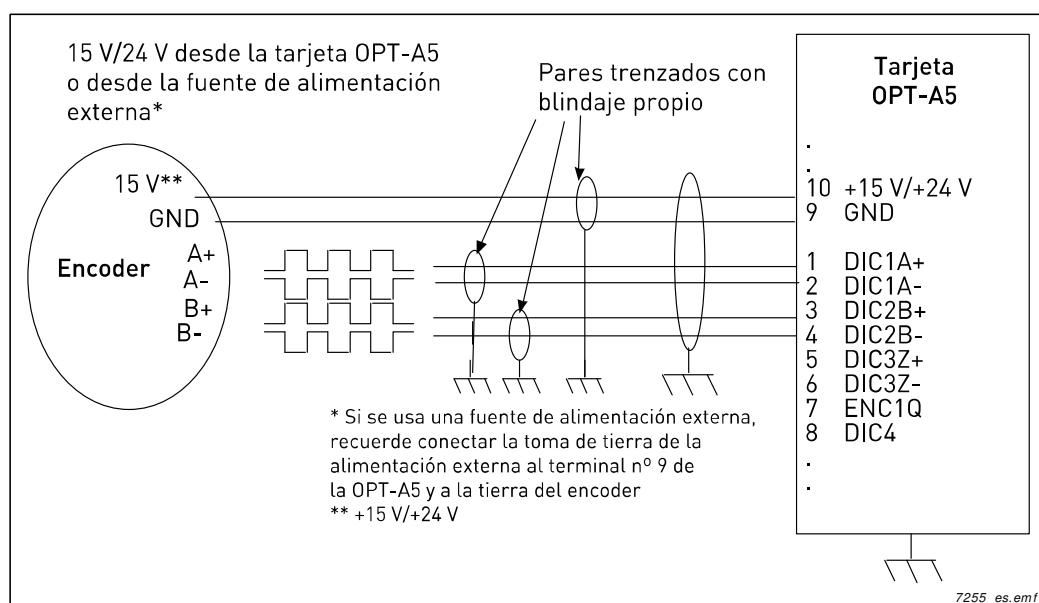 15 V/24 V desde la tarjeta OPT-A5
o desde la fuente de alimentación
externa*
Pares trenzados con
blindaje propio
Tarjeta
OPT-A5
.
.
15 V**
GND
Encoder
A+
A-
B+
B-
10 +15 V/+24 V
9 GND
1 DIC1A+
2 DIC1A-
3 DIC2B+
4 DIC2B-
5 DIC3Z+
6 DIC3Z-
7 ENC1Q
8 DIC4
.
.
* Si se usa una fuente de alimentación externa,
recuerde conectar la toma de tierra de la
alimentación externa al terminal nº 9 de
la OPT-A5 y a la tierra del encoder
** +15 V/+24 V
7255_es.emf